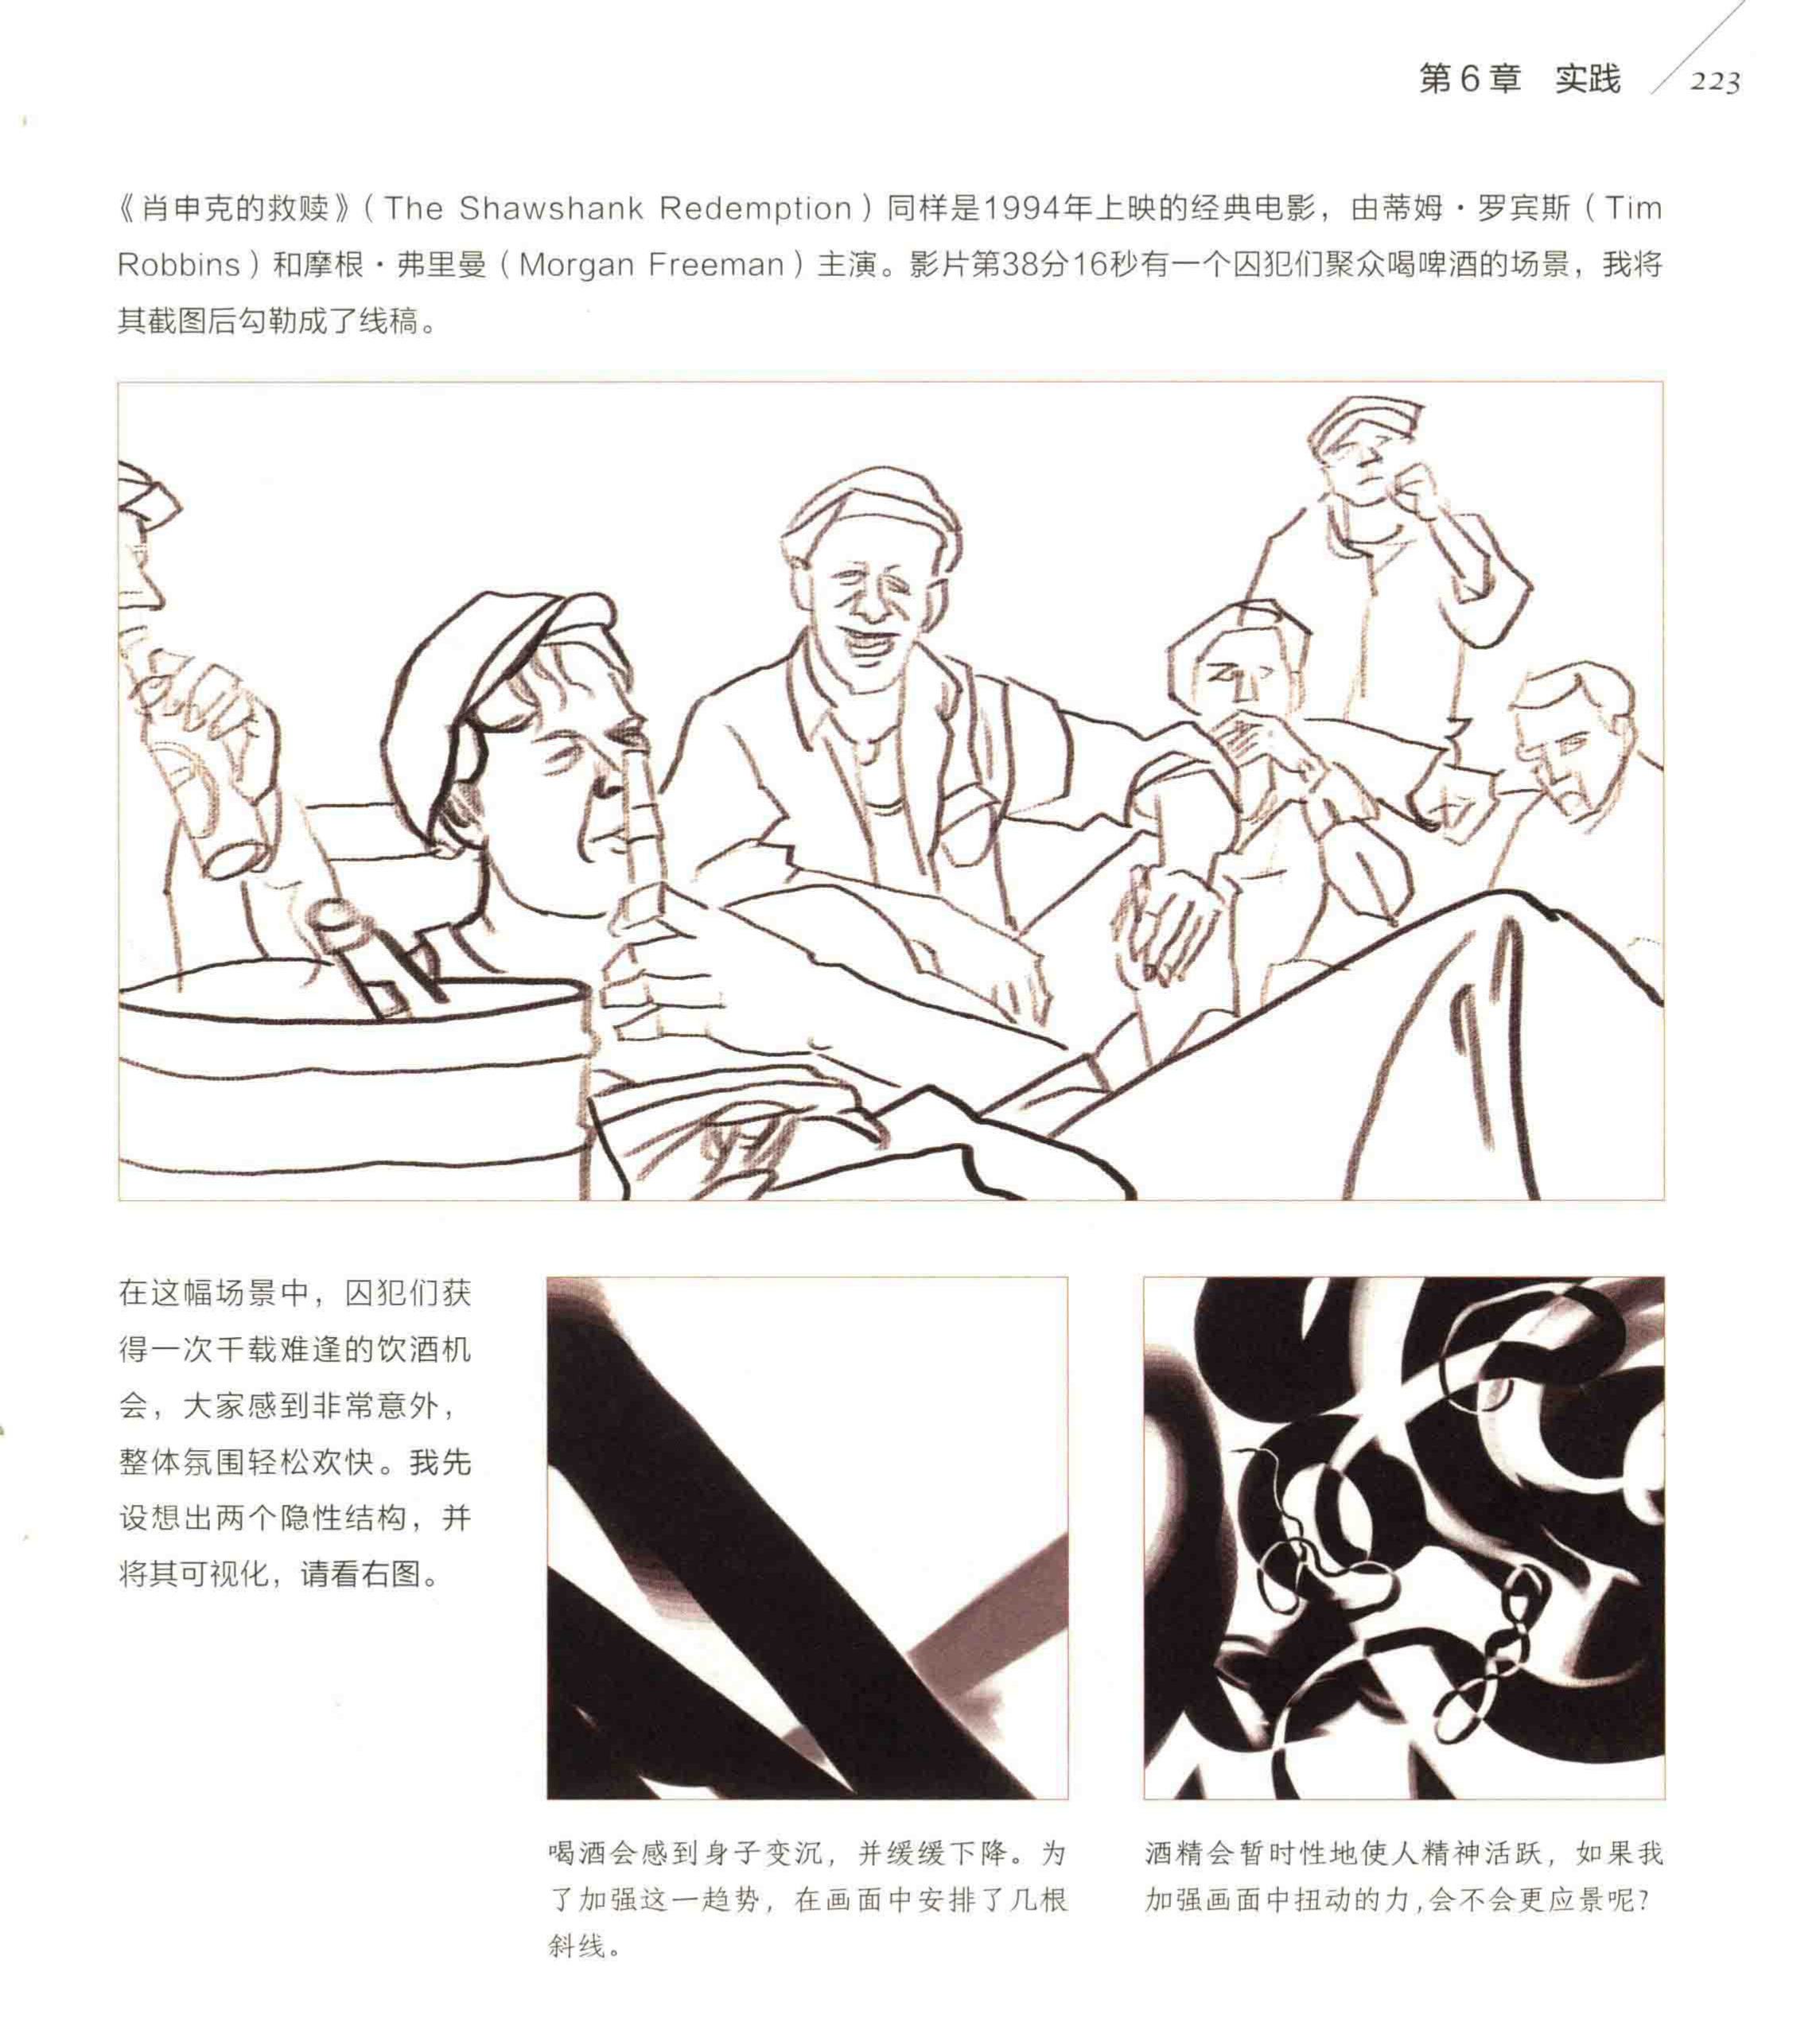 第6章 实践 223
《肖申克的救赎》（The Shawshank Redemption）同样是1994年上映的经典电影，由蒂姆·罗宾斯（Tim
Robbins）和摩根·弗里曼（Morgan Freeman）主演。影片第38分16秒有一个囚犯们聚众喝啤酒的场景，我将
其截图后勾勒成了线稿。
在这幅场景中，囚犯们获
得一次千载难逢的饮酒机
会，大家感到非常意外，
整体氛围轻松欢快。我先
设想出两个隐性结构，并
将其可视化，请看右图。
喝酒会感到身子变沉，并缓缓下降。为
了加强这一趋势，在画面中安排了几根
斜线。
酒精会暂时性地使人精神活跃，如果我
加强画面中扭动的力，会不会更应景呢？